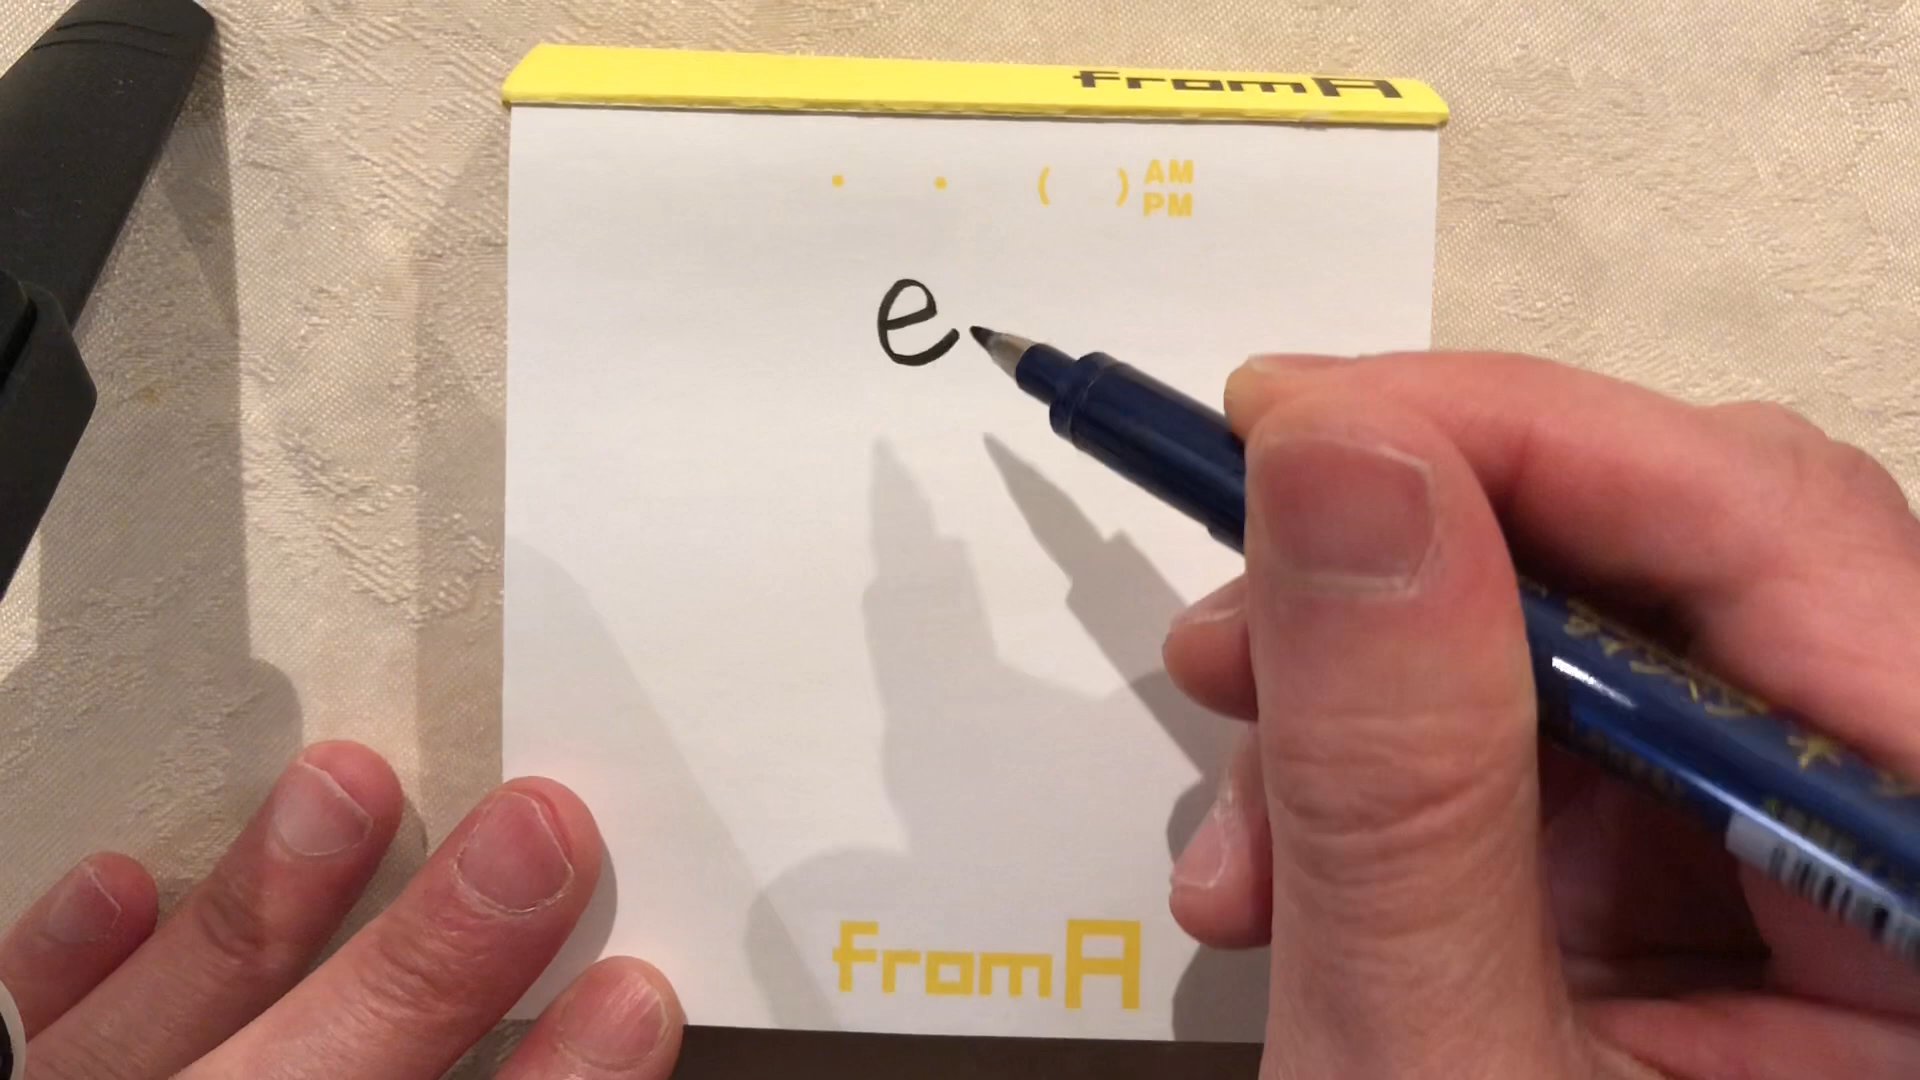 fromA
・ ・ ( ) AM
PM
e
fromA